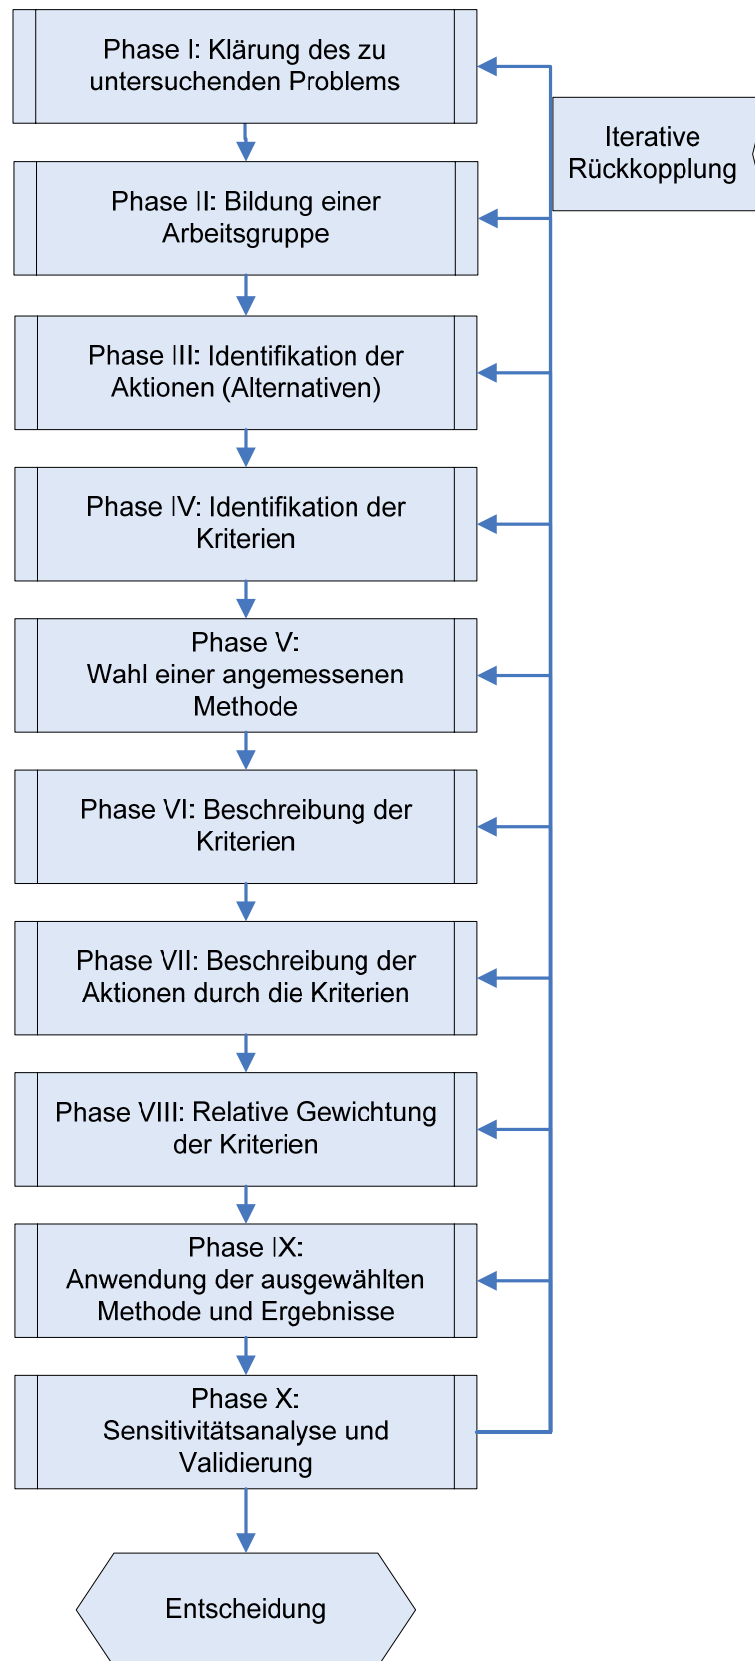 Phase I: Klärung des zu
untersuchenden Problems
Iterative
Rückkopplung
Phase II: Bildung einer
Arbeitsgruppe
Phase III: Identifikation der
Aktionen (Alternativen)
Phase IV: Identifikation der
Kriterien
Phase V:
Wahl einer angemessenen
Methode
Phase VI: Beschreibung der
Kriterien
Phase VII: Beschreibung der
Aktionen durch die Kriterien
Phase VIII: Relative Gewichtung
der Kriterien
Phase IX:
Anwendung der ausgewählten
Methode und Ergebnisse
Phase X:
Sensitivitätsanalyse und
Validierung
Entscheidung